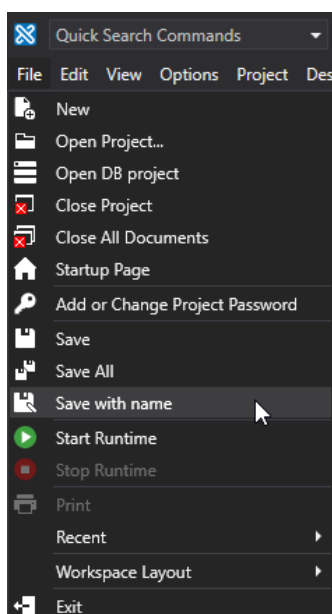 Quick Search Commands
File Edit View Options Project Des
New
Open Project...
Open DB project
Close Project
Close All Documents
Startup Page
Add or Change Project Password
Save
Save All
Save with name
Start Runtime
Stop Runtime
Print
Recent
Workspace Layout
Exit